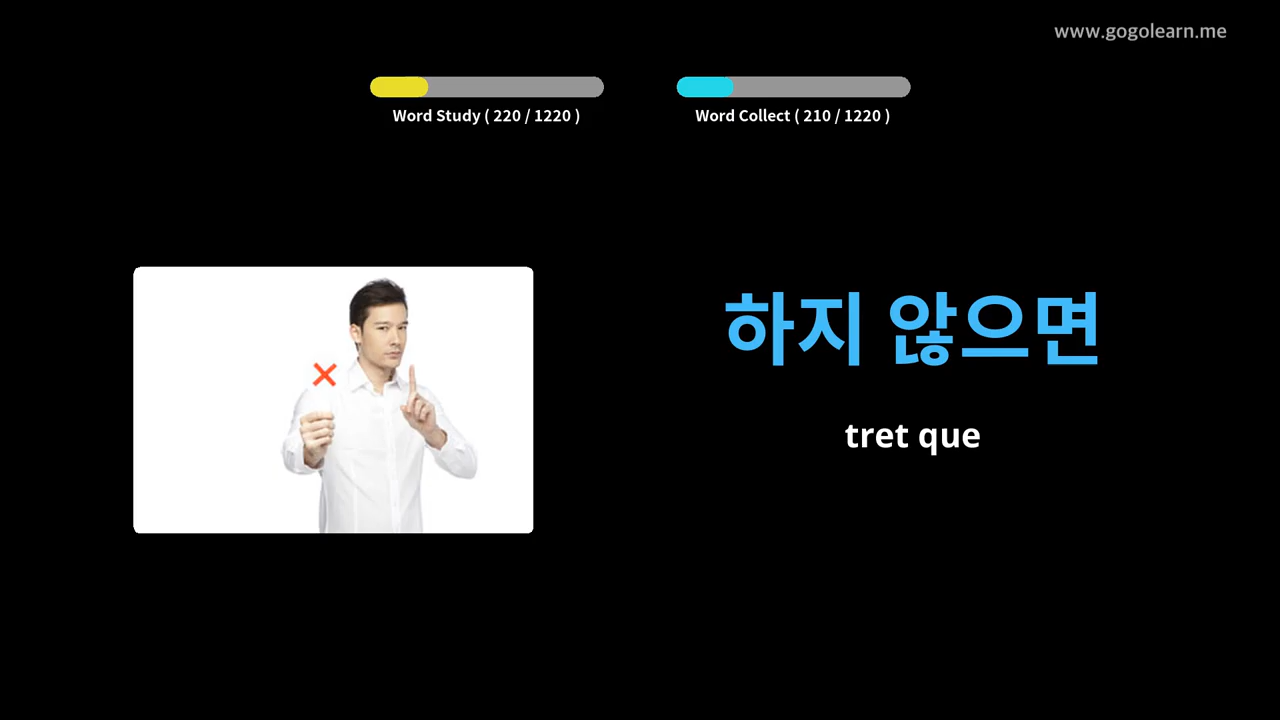 www.gogolearn.me
Word Study ( 220 / 1220 )
Word Collect ( 210 / 1220 )
하지 않으면
tret que